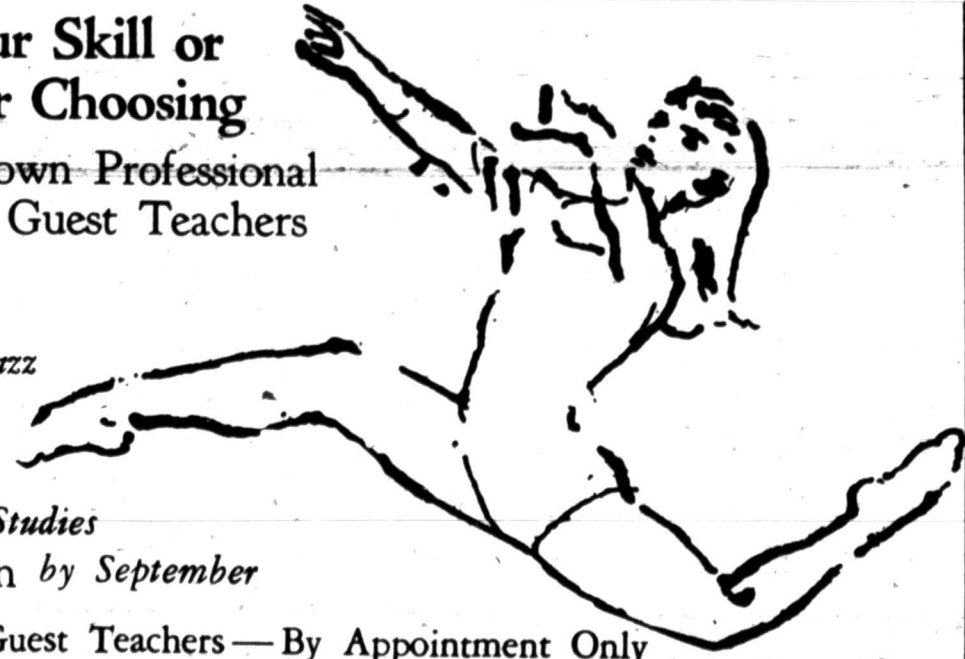 ur Skill or
r Choosing
own Professional
Guest Teachers
azz
Studies
n by September
Guest Teachers — By Appointment Only